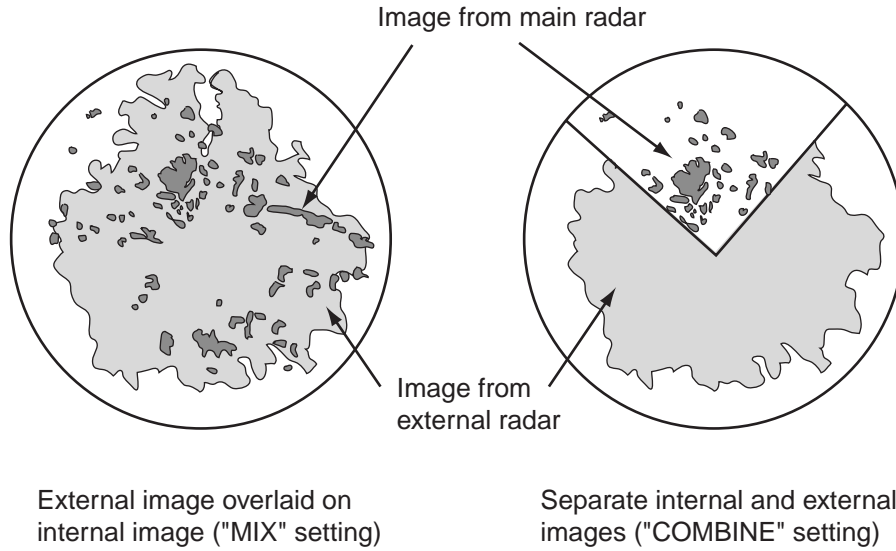 Image from main radar
Image from
external radar
External image overlaid on
internal image ("MIX" setting)
Separate internal and external
images ("COMBINE" setting)